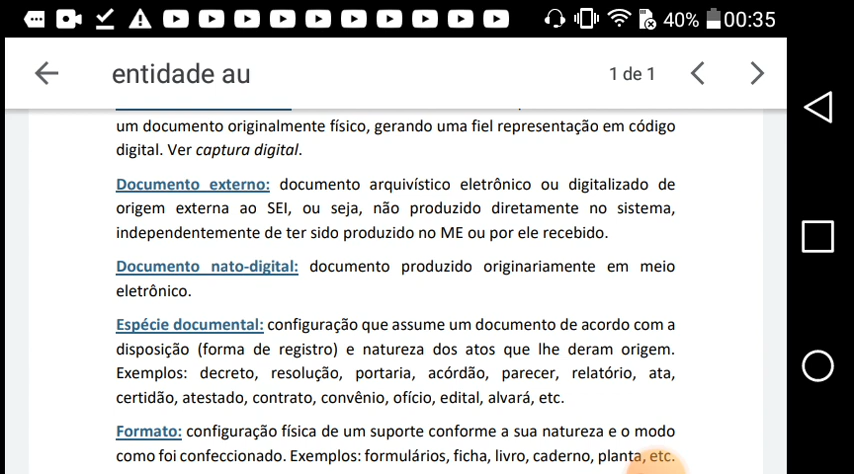 40% 00:35
entidade au 1 de 1
um documento originalmente físico, gerando uma fiel representação em código
digital. Ver captura digital.
Documento externo: documento arquivístico eletrônico ou digitalizado de
origem externa ao SEI, ou seja, não produzido diretamente no sistema,
independentemente de ter sido produzido no ME ou por ele recebido.
Documento nato-digital: documento produzido originariamente em meio
eletrônico.
Espécie documental: configuração que assume um documento de acordo com a
disposição (forma de registro) e natureza dos atos que lhe deram origem.
Exemplos: decreto, resolução, portaria, acórdão, parecer, relatório, ata,
certidão, atestado, contrato, convênio, ofício, edital, alvará, etc.
Formato: configuração física de um suporte conforme a sua natureza e o modo
como foi confeccionado. Exemplos: formulários, ficha, livro, caderno, planta, etc.